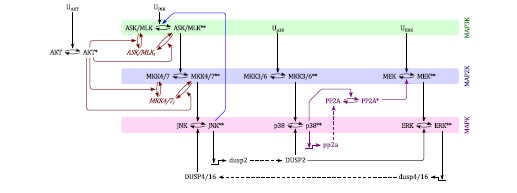 U_AKT U_JNK U_p38 U_ERK
ASK/MLK ASK/MLK** MAP3K
AKT AKT* ASK/MLK_i
MKK4/7 MKK4/7** MKK3/6 MKK3/6** MEK MEK** MAP2K
MKK4/7_i PP2A PP2A*
JNK JNK** p38 p38** ERK ERK** MAPK
pp2a
dusp2 DUSP2
DUSP4/16 dusp4/16